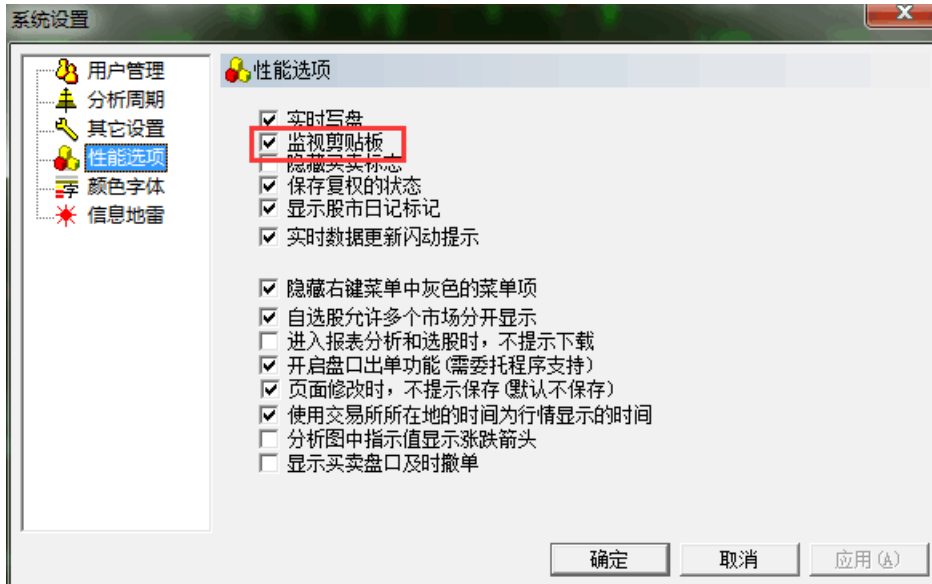 系统设置
用户管理
分析周期
其它设置
性能选项
颜色字体
信息地雷
性能选项
实时写盘
监视剪贴板
隐藏买卖标志
保存复权的状态
显示股市日记标记
实时数据更新闪动提示
隐藏右键菜单中灰色的菜单项
自选股允许多个市场分开显示
进入报表分析和选股时，不提示下载
开启盘口出单功能(需委托程序支持)
页面修改时，不提示保存(默认不保存)
使用交易所所在地的时间为行情显示的时间
分析图中指示值显示涨跌箭头
显示买卖盘口及时撤单
确定
取消
应用(A)